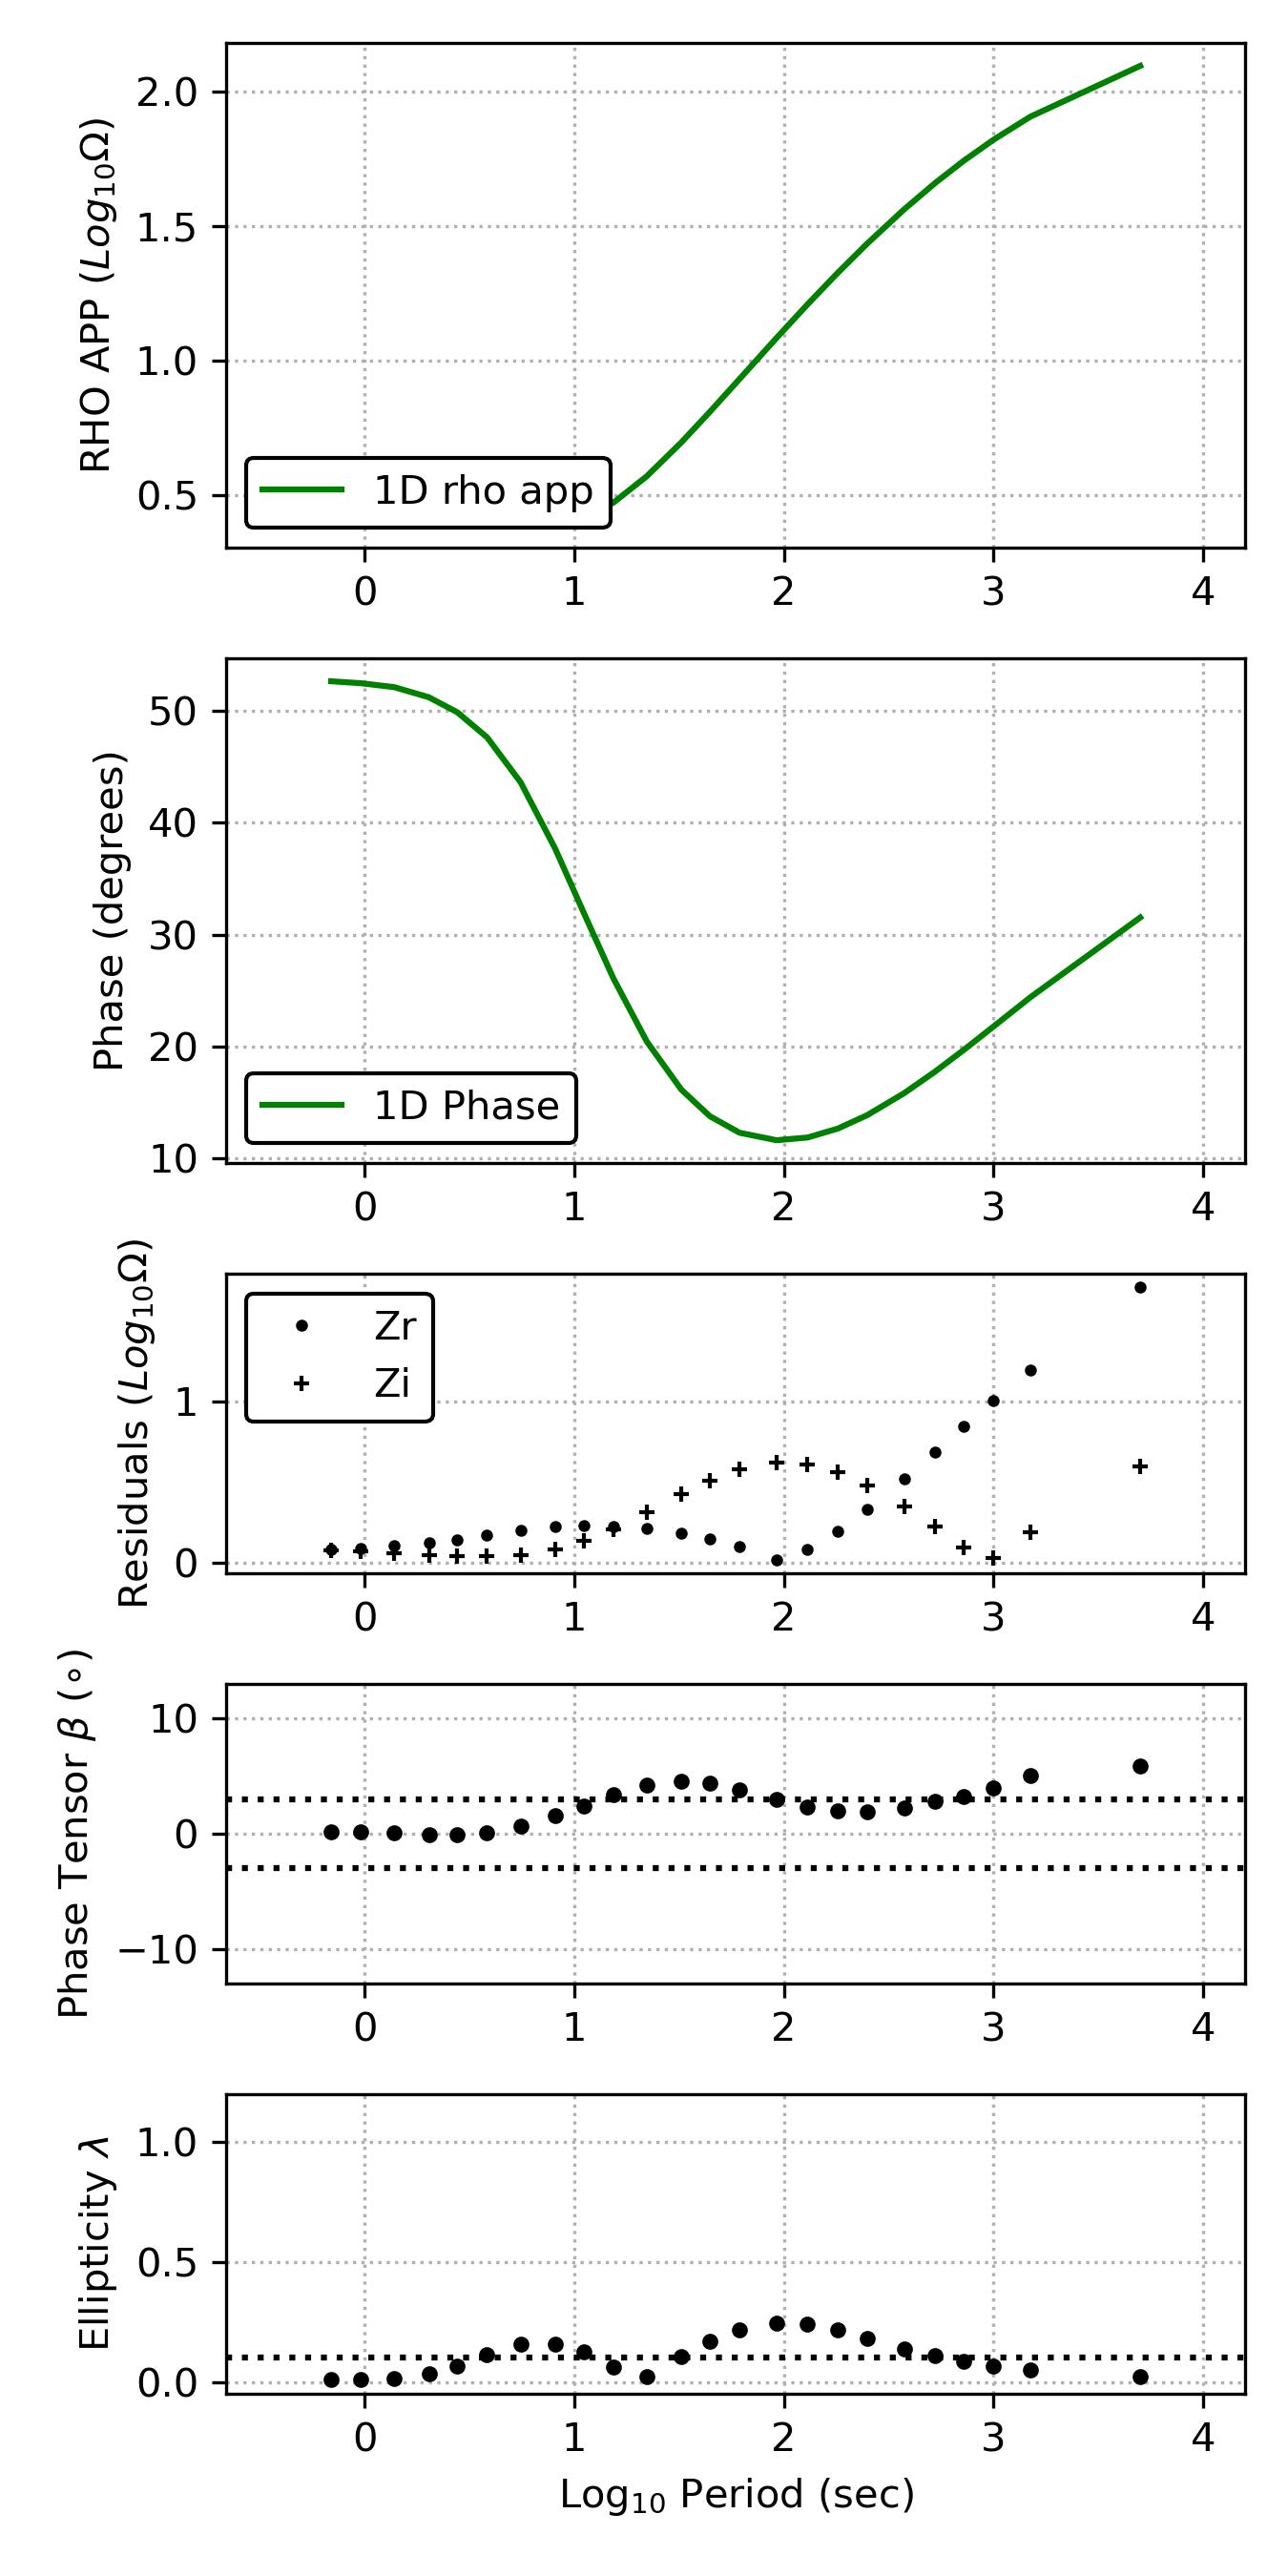 RHO APP (Log₁₀Ω)
2.0
1.5
1.0
0.5
1D rho app
0 1 2 3 4
Phase (degrees)
50
40
30
20
10
1D Phase
0 1 2 3 4
Residuals (Log₁₀Ω)
1
0
Zr
Zi
0 1 2 3 4
Phase Tensor β (∘)
10
0
−10
0 1 2 3 4
Ellipticity λ
1.0
0.5
0.0
0 1 2 3 4
Log₁₀ Period (sec)